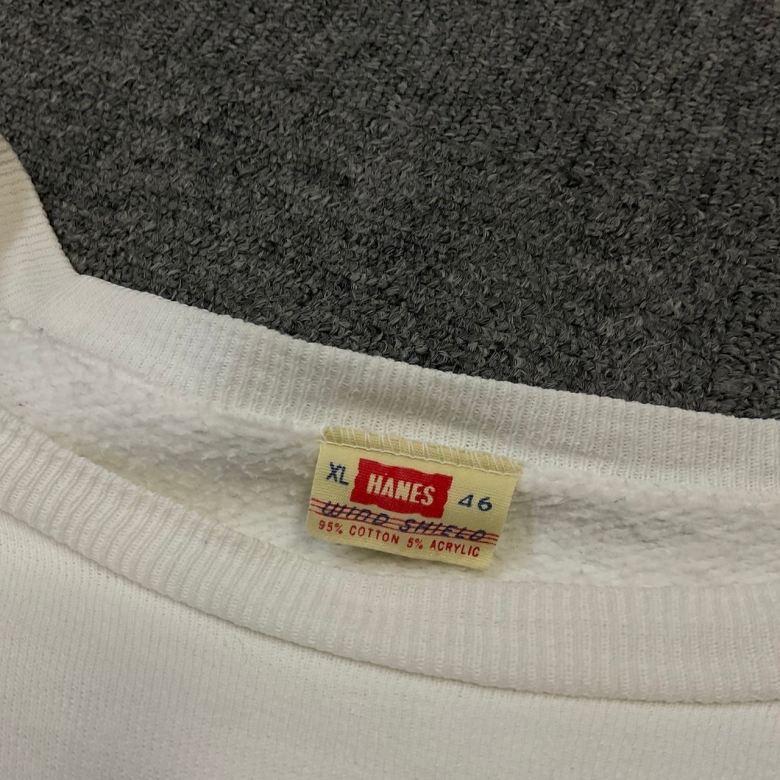 XL HANES 46
WIND SHIELD
95% COTTON 5% ACRYLIC